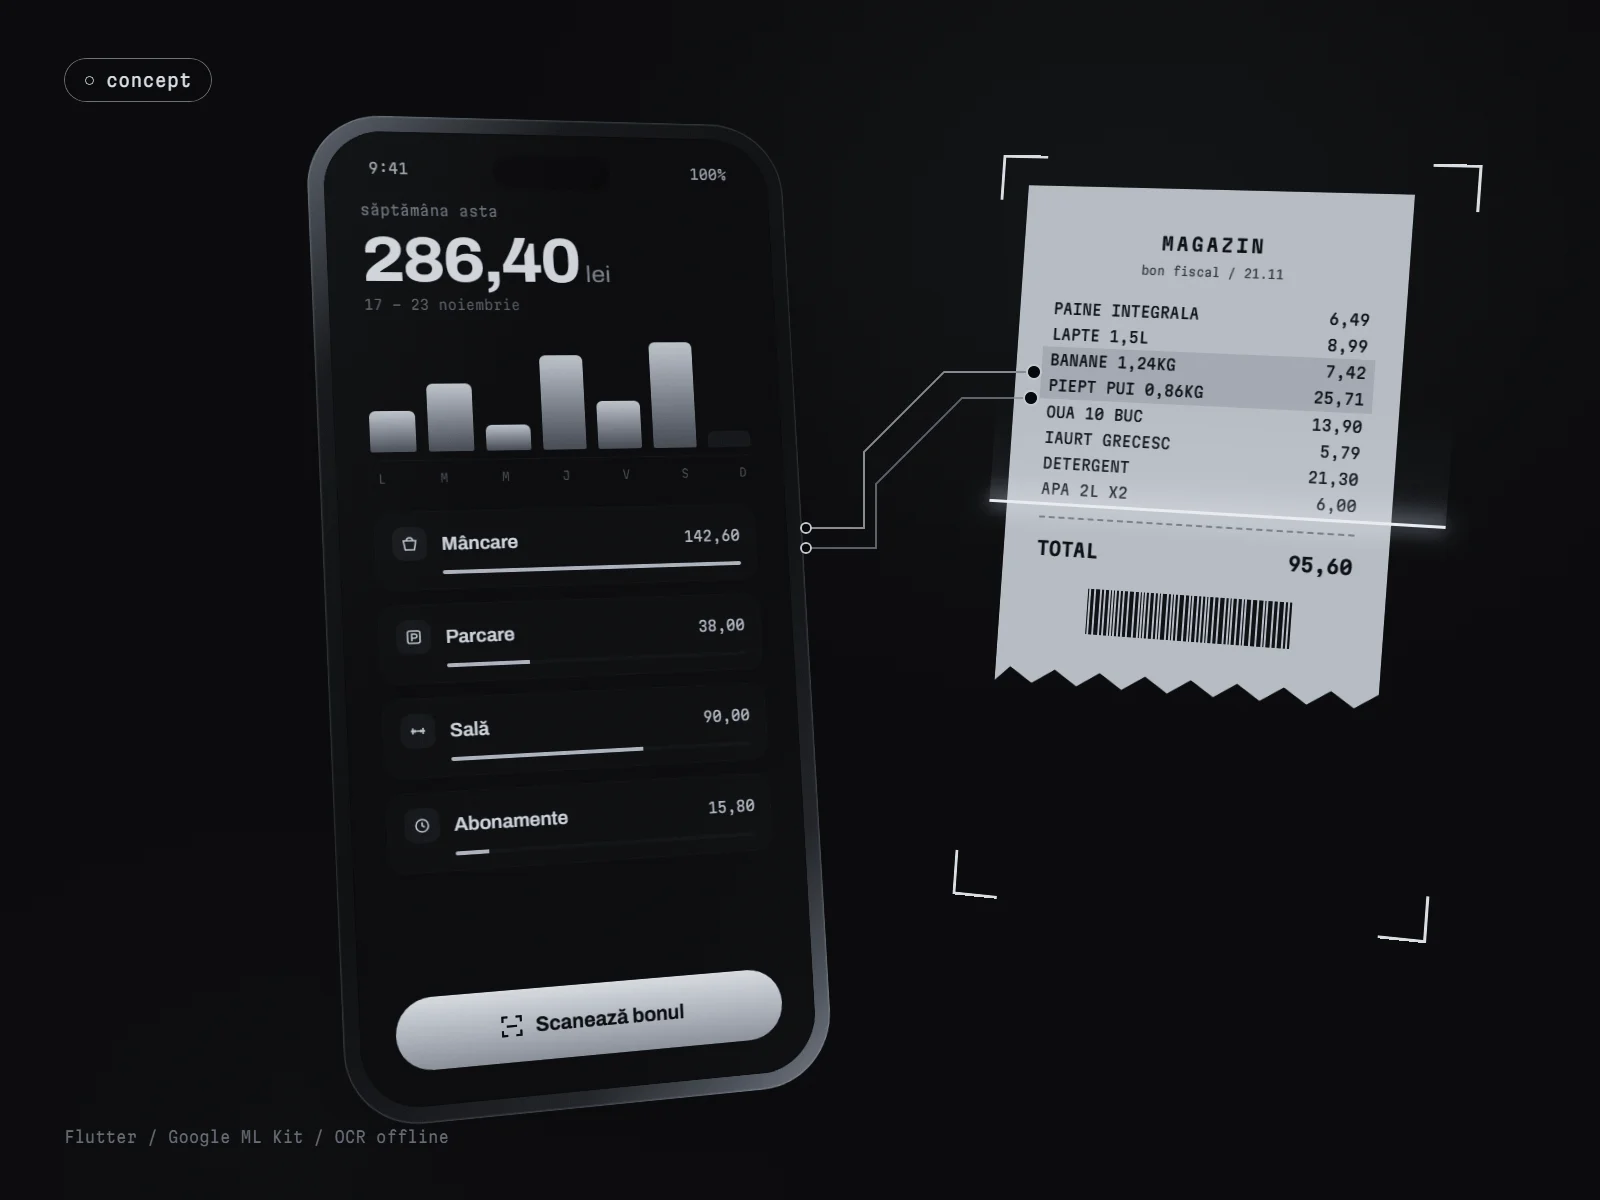 concept
9:41
100%
săptămâna asta
286,40 lei
17 – 23 noiembrie
L M M J V S D
Mâncare 142,60
P Parcare 38,00
Sală 90,00
Abonamente 15,80
Scanează bonul
MAGAZIN
bon fiscal / 21.11
PAINE INTEGRALA 6,49
LAPTE 1,5L 8,99
BANANE 1,24KG 7,42
PIEPT PUI 0,86KG 25,71
OUA 10 BUC 13,90
IAURT GRECESC 5,79
DETERGENT 21,30
APA 2L X2 6,00
TOTAL 95,60
Flutter / Google ML Kit / OCR offline